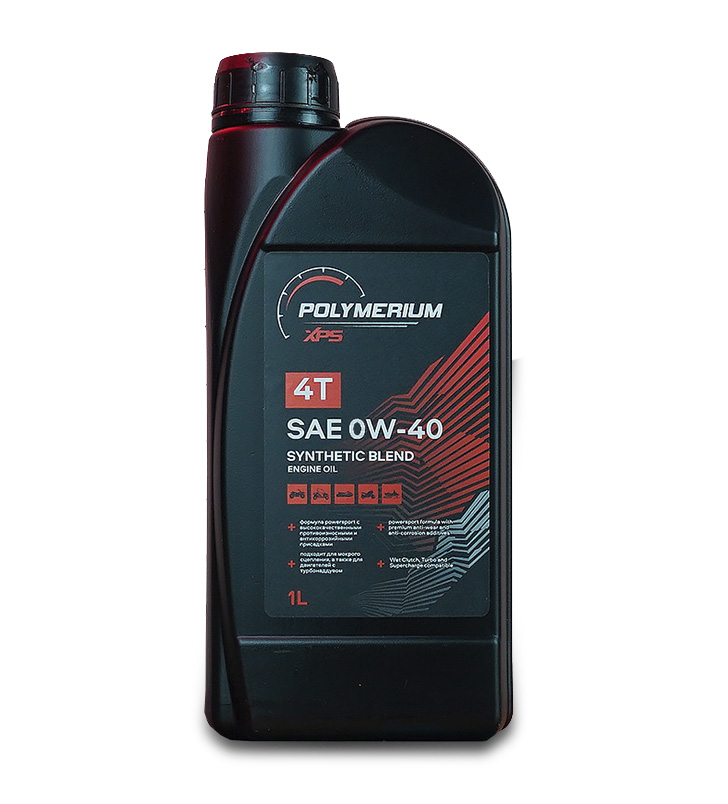 POLYMERIUM
XPS
4T
SAE 0W-40
SYNTHETIC BLEND
ENGINE OIL
формула powersport с
высококачественными
противоизносными и
антикоррозийными
присадками
powersport formula with
premium anti-wear and
anti-corrosion additives
подходит для мокрого
сцепления, а также для
двигателей с
турбонаддувом
Wet Clutch, Turbo and
Supercharge compatible
1L